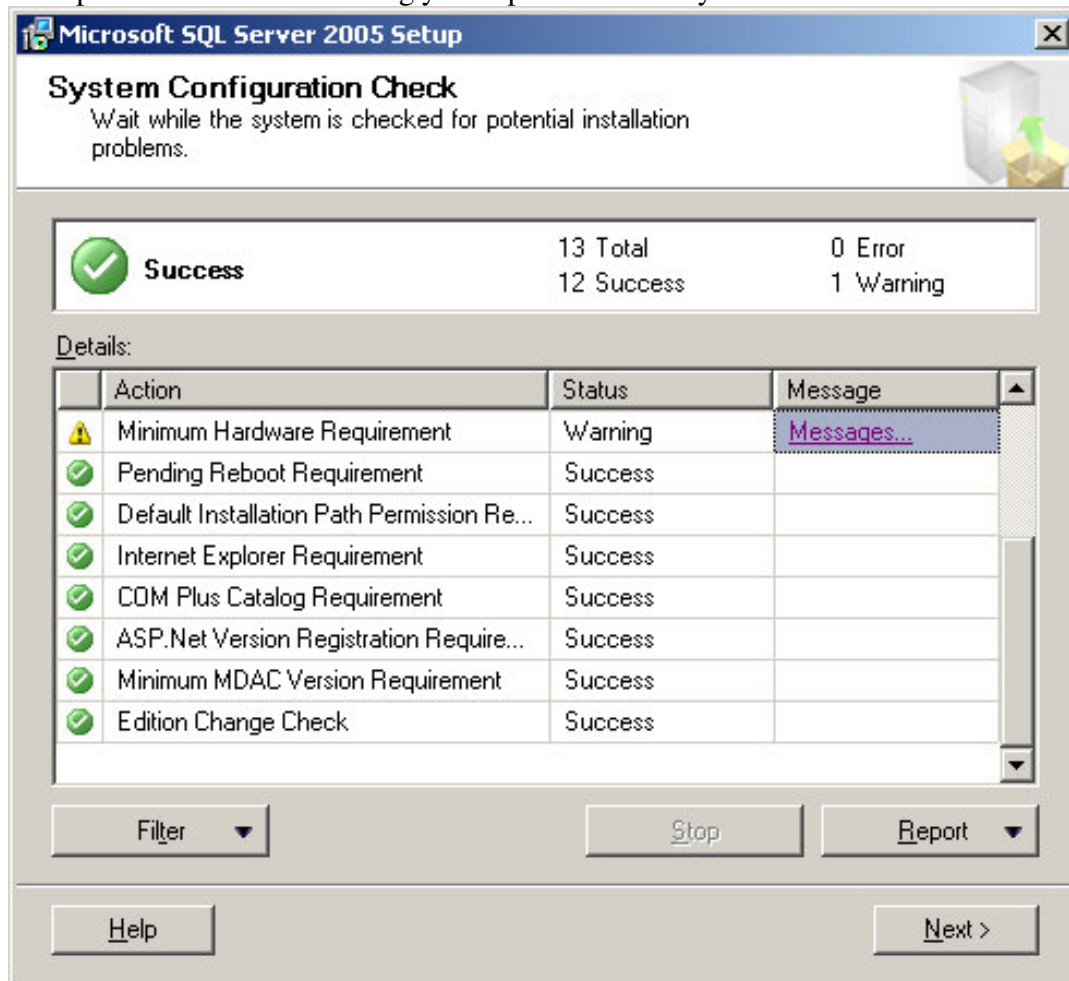 Microsoft SQL Server 2005 Setup
System Configuration Check
Wait while the system is checked for potential installation
problems.
Success
13 Total
0 Error
12 Success
1 Warning
Details:
Action Status Message
Minimum Hardware Requirement Warning Messages...
Pending Reboot Requirement Success
Default Installation Path Permission Re... Success
Internet Explorer Requirement Success
COM Plus Catalog Requirement Success
ASP.Net Version Registration Require... Success
Minimum MDAC Version Requirement Success
Edition Change Check Success
Filter Stop Report
Help Next >